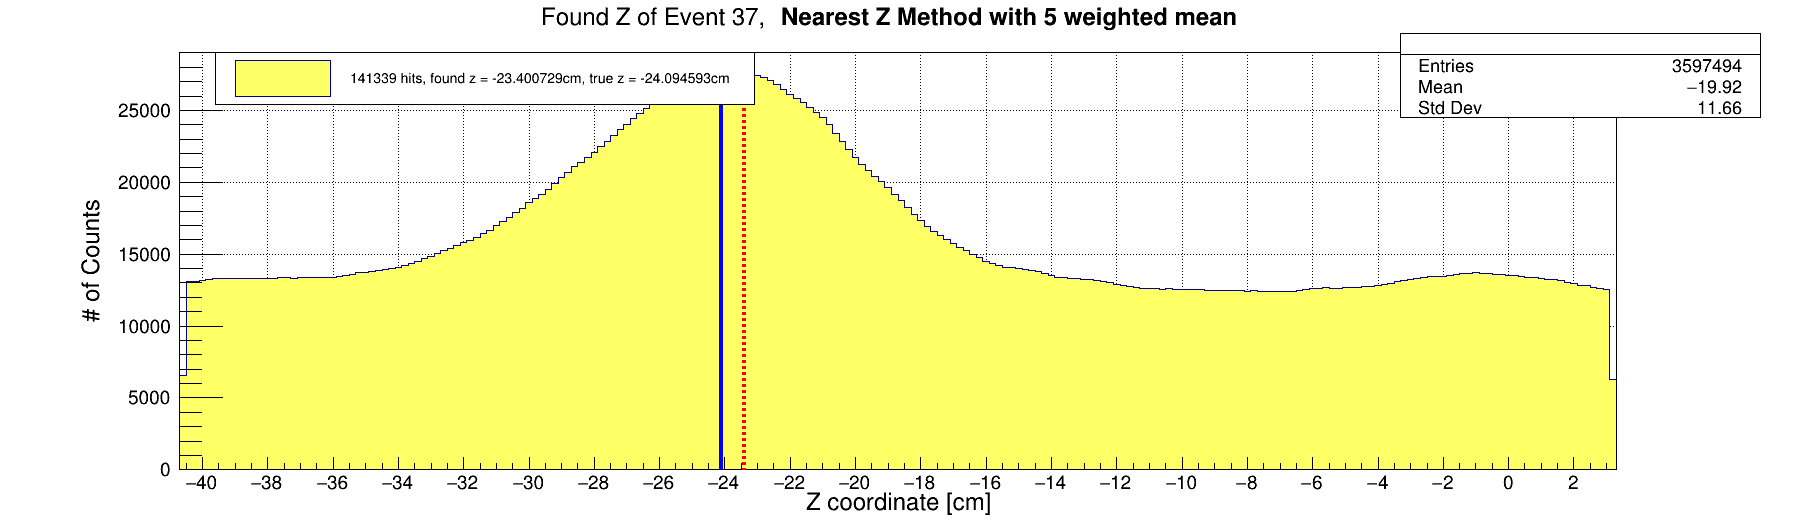 Found Z of Event 37, Nearest Z Method with 5 weighted mean
141339 hits, found z = -23.400729cm, true z = -24.094593cm
Entries 3597494
Mean −19.92
Std Dev 11.66
# of Counts
25000
20000
15000
10000
5000
0
−40 −38 −36 −34 −32 −30 −28 −26 −24 −22 −20 −18 −16 −14 −12 −10 −8 −6 −4 −2 0 2
Z coordinate [cm]